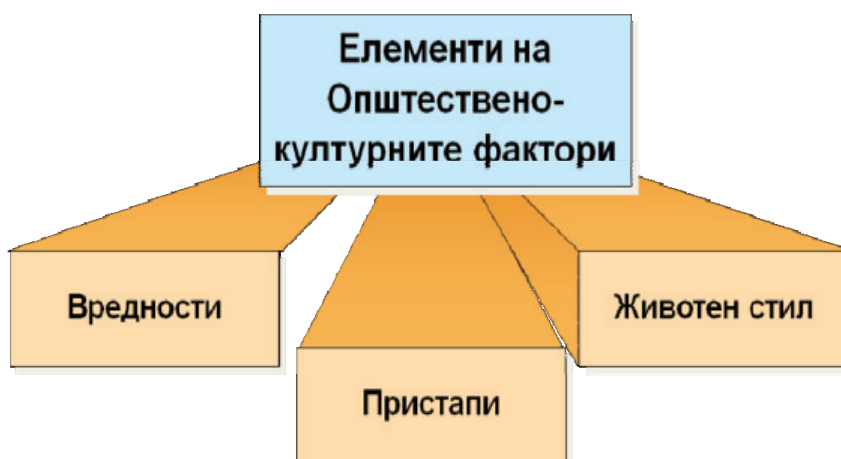 Елементи на
Општествено-
културните фактори
Вредности
Животен стил
Пристапи